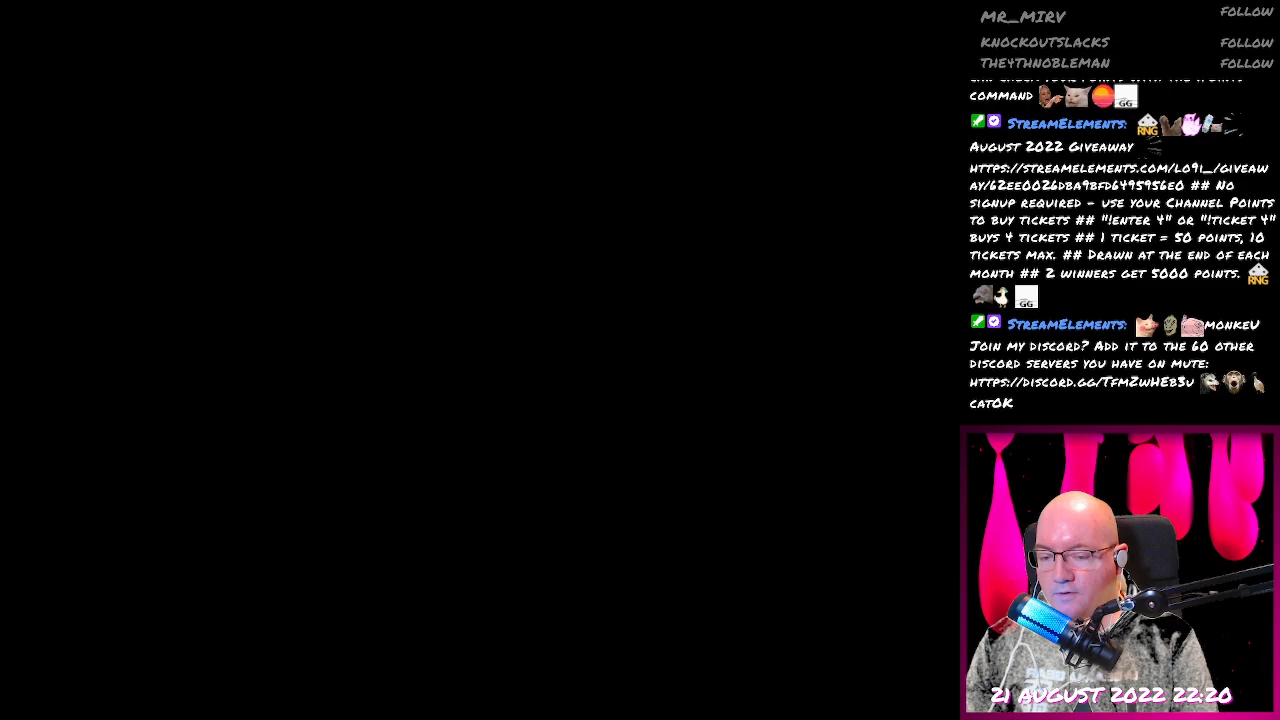 MR_MIRV FOLLOW
KNOCKOUTSLACKS FOLLOW
THE4THNOBLEMAN FOLLOW
COMMAND GG
STREAMELEMENTS: RNG
AUGUST 2022 GIVEAWAY
HTTPS://STREAMELEMENTS.COM/LO9I_/GIVEAW
AY/62EE0026DBA9BFD6495956E0 ## NO
SIGNUP REQUIRED - USE YOUR CHANNEL POINTS
TO BUY TICKETS ## "!ENTER 4" OR "!TICKET 4"
BUYS 4 TICKETS ## 1 TICKET = 50 POINTS, 10
TICKETS MAX. ## DRAWN AT THE END OF EACH
MONTH ## 2 WINNERS GET 5000 POINTS. RNG
GG
STREAMELEMENTS: MONKEU
JOIN MY DISCORD? ADD IT TO THE 60 OTHER
DISCORD SERVERS YOU HAVE ON MUTE:
HTTPS://DISCORD.GG/TFMZWHEB3U
CATOK
21 AUGUST 2022 22:20